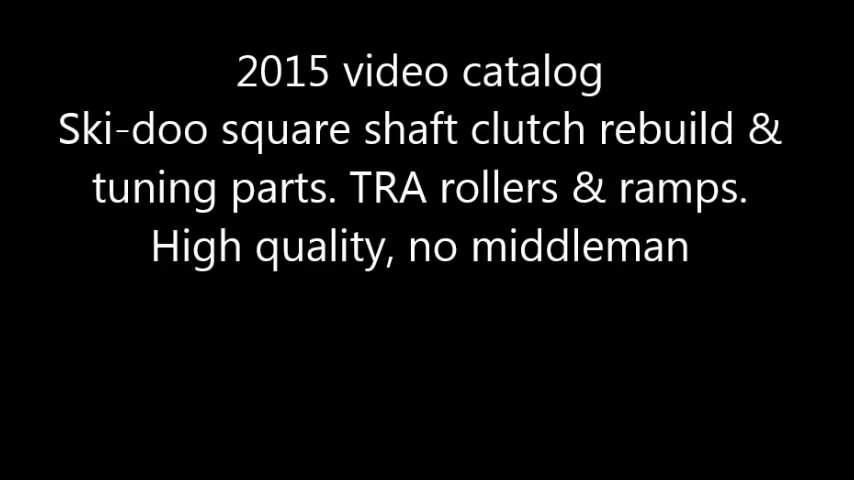 2015 video catalog
Ski-doo square shaft clutch rebuild &
tuning parts. TRA rollers & ramps.
High quality, no middleman